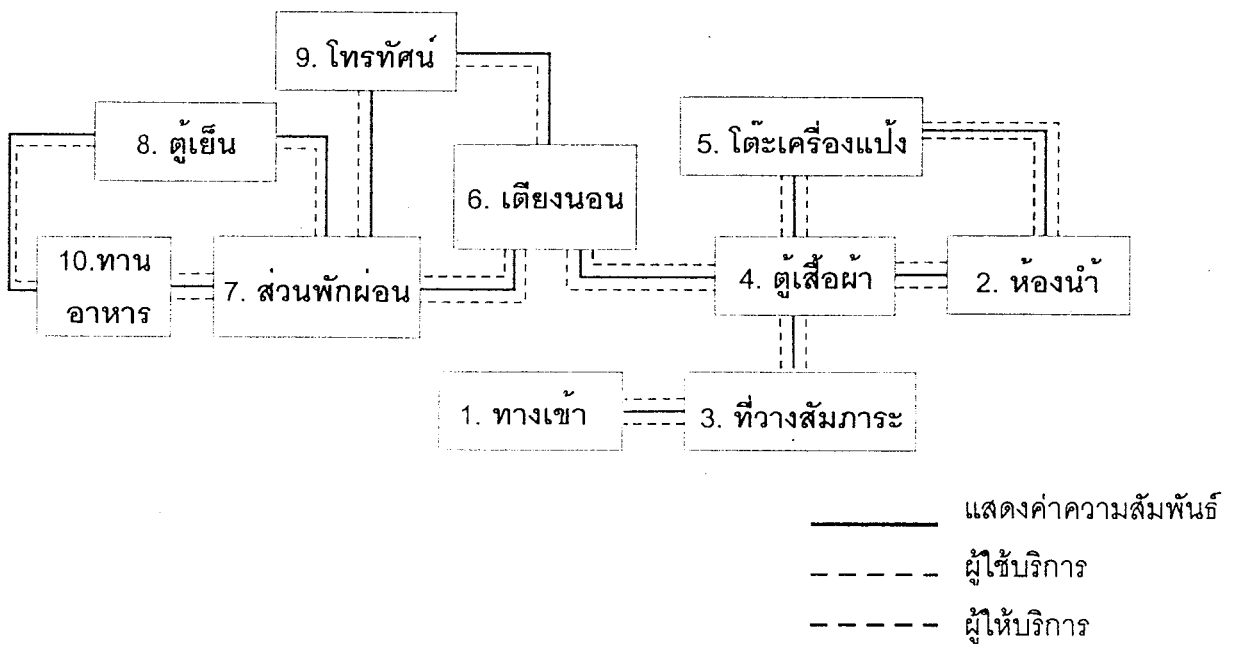 9. โทรทัศน์
8. ตู้เย็น
5. โต๊ะเครื่องแป้ง
6. เตียงนอน
10.ทาน
อาหาร
7. ส่วนพักผ่อน
4. ตู้เสื้อผ้า
2. ห้องน้ำ
1. ทางเข้า
3. ที่วางสัมภาระ
แสดงค่าความสัมพันธ์
ผู้ใช้บริการ
ผู้ให้บริการ